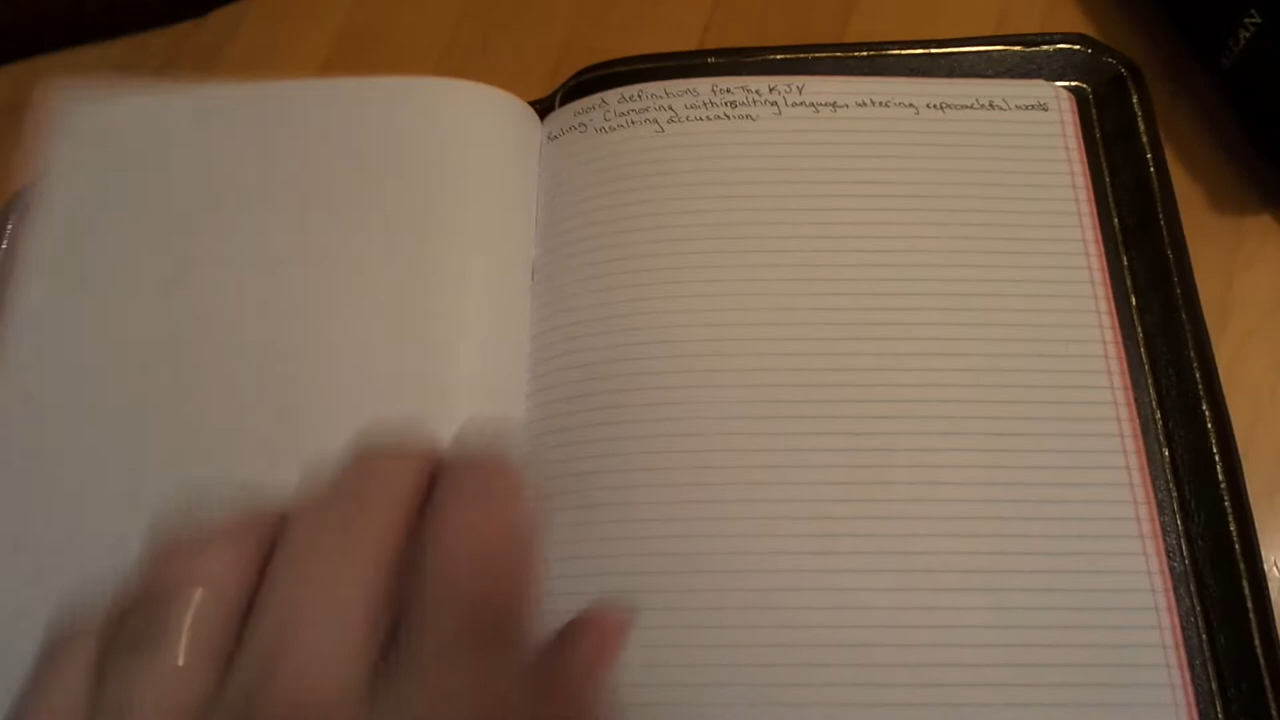 word definitions for The KJV
Railing - Clamoring with insulting language, uttering reproachful words
insulting accusation.